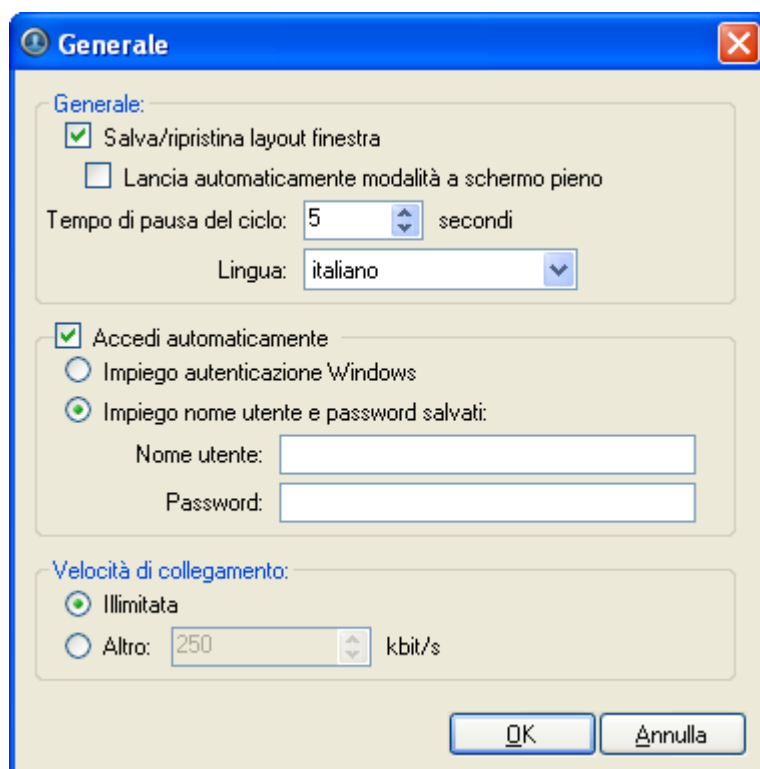 Generale
Generale:
Salva/ripristina layout finestra
Lancia automaticamente modalità a schermo pieno
Tempo di pausa del ciclo: 5 secondi
Lingua: italiano
Accedi automaticamente
Impiego autenticazione Windows
Impiego nome utente e password salvati:
Nome utente:
Password:
Velocità di collegamento:
Illimitata
Altro: 250 kbit/s
OK Annulla